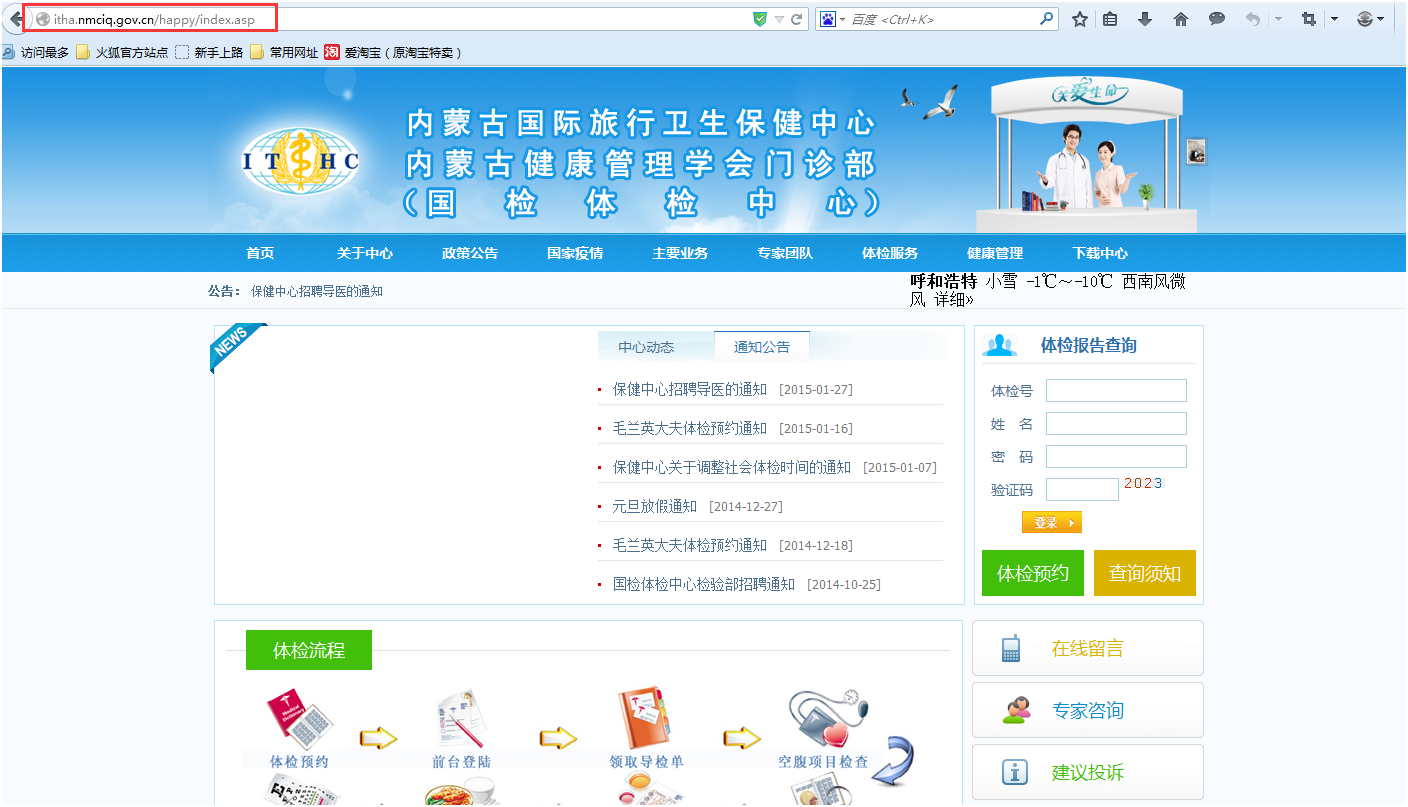 itha.nmciq.gov.cn/happy/index.asp
百度 <Ctrl+K>
访问最多 火狐官方站点 新手上路 常用网址 淘 爱淘宝（原淘宝特卖）
ITHC
内蒙古国际旅行卫生保健中心
内蒙古健康管理学会门诊部
（国检体检中心）
关爱生命
首页 关于中心 政策公告 国家疫情 主要业务 专家团队 体检服务 健康管理 下载中心
公告： 保健中心招聘导医的通知
呼和浩特 小雪 -1℃～-10℃ 西南风微
风 详细»
NEWS
中心动态 通知公告
保健中心招聘导医的通知 [2015-01-27]
毛兰英大夫体检预约通知 [2015-01-16]
保健中心关于调整社会体检时间的通知 [2015-01-07]
元旦放假通知 [2014-12-27]
毛兰英大夫体检预约通知 [2014-12-18]
国检体检中心检验部招聘通知 [2014-10-25]
体检报告查询
体检号
姓 名
密 码
验证码 2023
登录
体检预约 查询须知
体检流程
Medical Dictionary
体检预约 前台登陆 领取导检单 空腹项目检查
在线留言
专家咨询
建议投诉